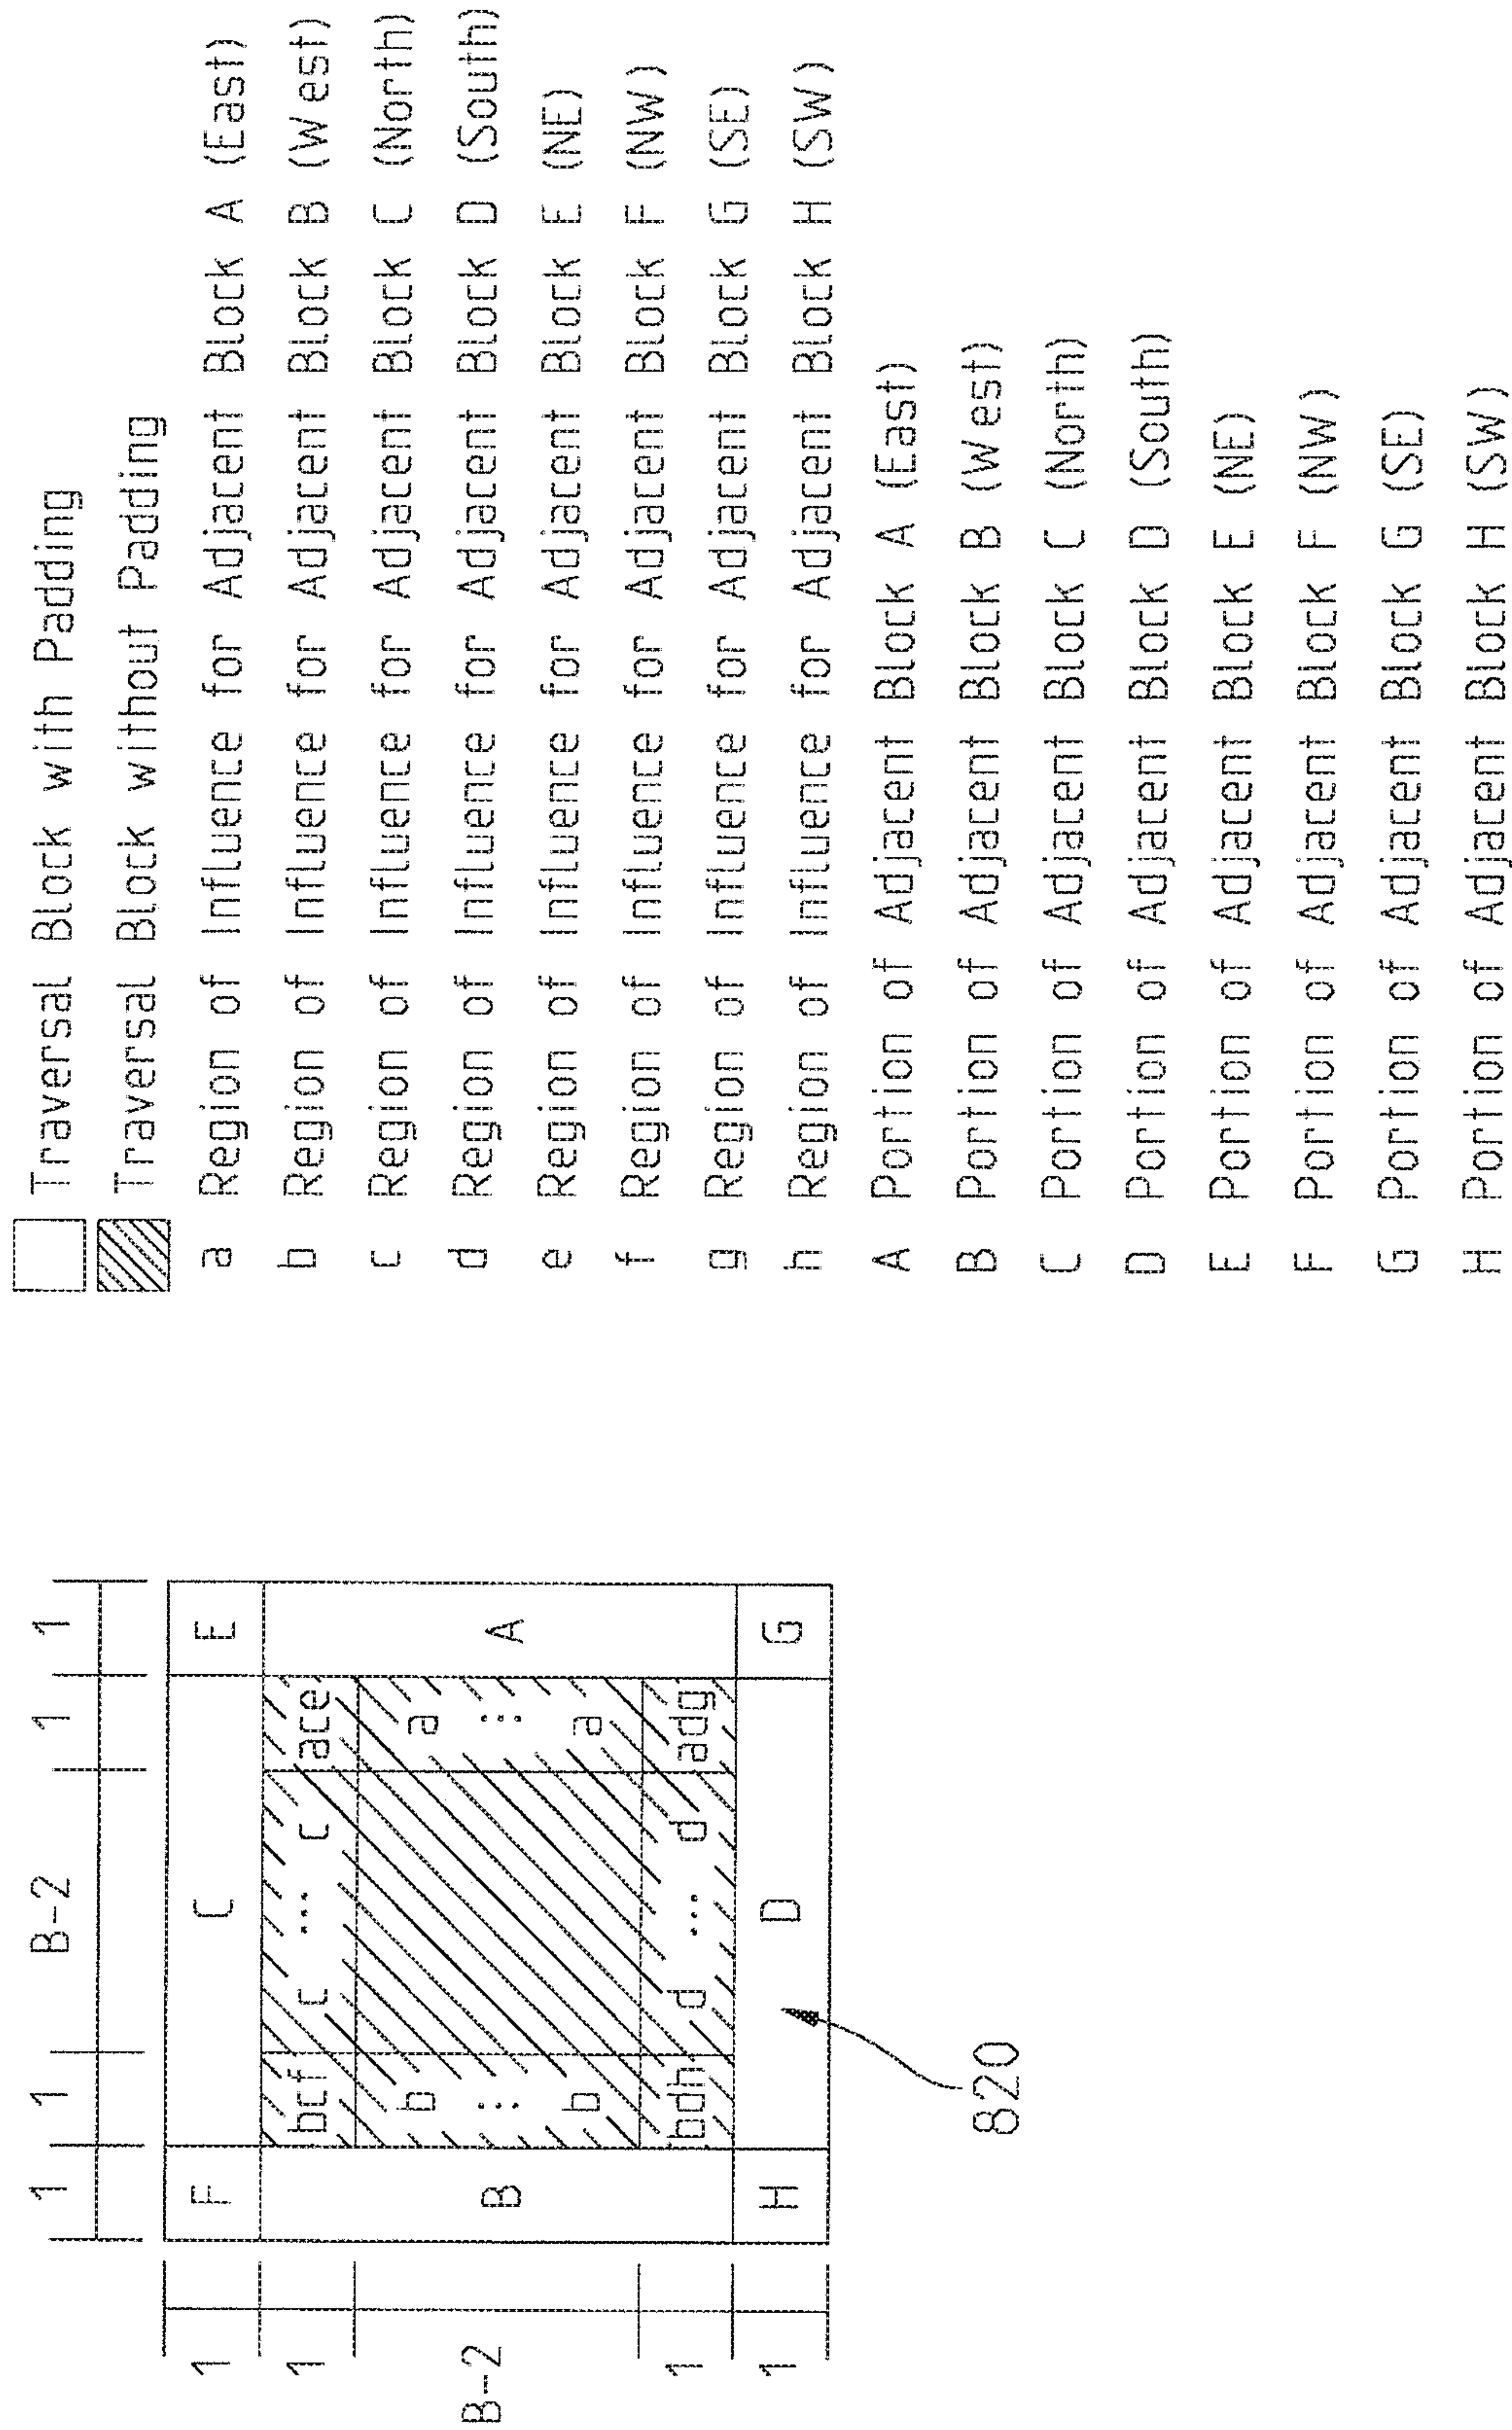 1 1 B-2 1 1
1
1
B-2
1
1
F C E
bcf c ... c ace
b a
B ⋮ ⋮ A
b a
bdh d ... d adg
H D G
820
Traversal Block with Padding
Traversal Block without Padding
a Region of Influence for Adjacent Block A (East)
b Region of Influence for Adjacent Block B (West)
c Region of Influence for Adjacent Block C (North)
d Region of Influence for Adjacent Block D (South)
e Region of Influence for Adjacent Block E (NE)
f Region of Influence for Adjacent Block F (NW)
g Region of Influence for Adjacent Block G (SE)
h Region of Influence for Adjacent Block H (SW)
A Portion of Adjacent Block A (East)
B Portion of Adjacent Block B (West)
C Portion of Adjacent Block C (North)
D Portion of Adjacent Block D (South)
E Portion of Adjacent Block E (NE)
F Portion of Adjacent Block F (NW)
G Portion of Adjacent Block G (SE)
H Portion of Adjacent Block H (SW)